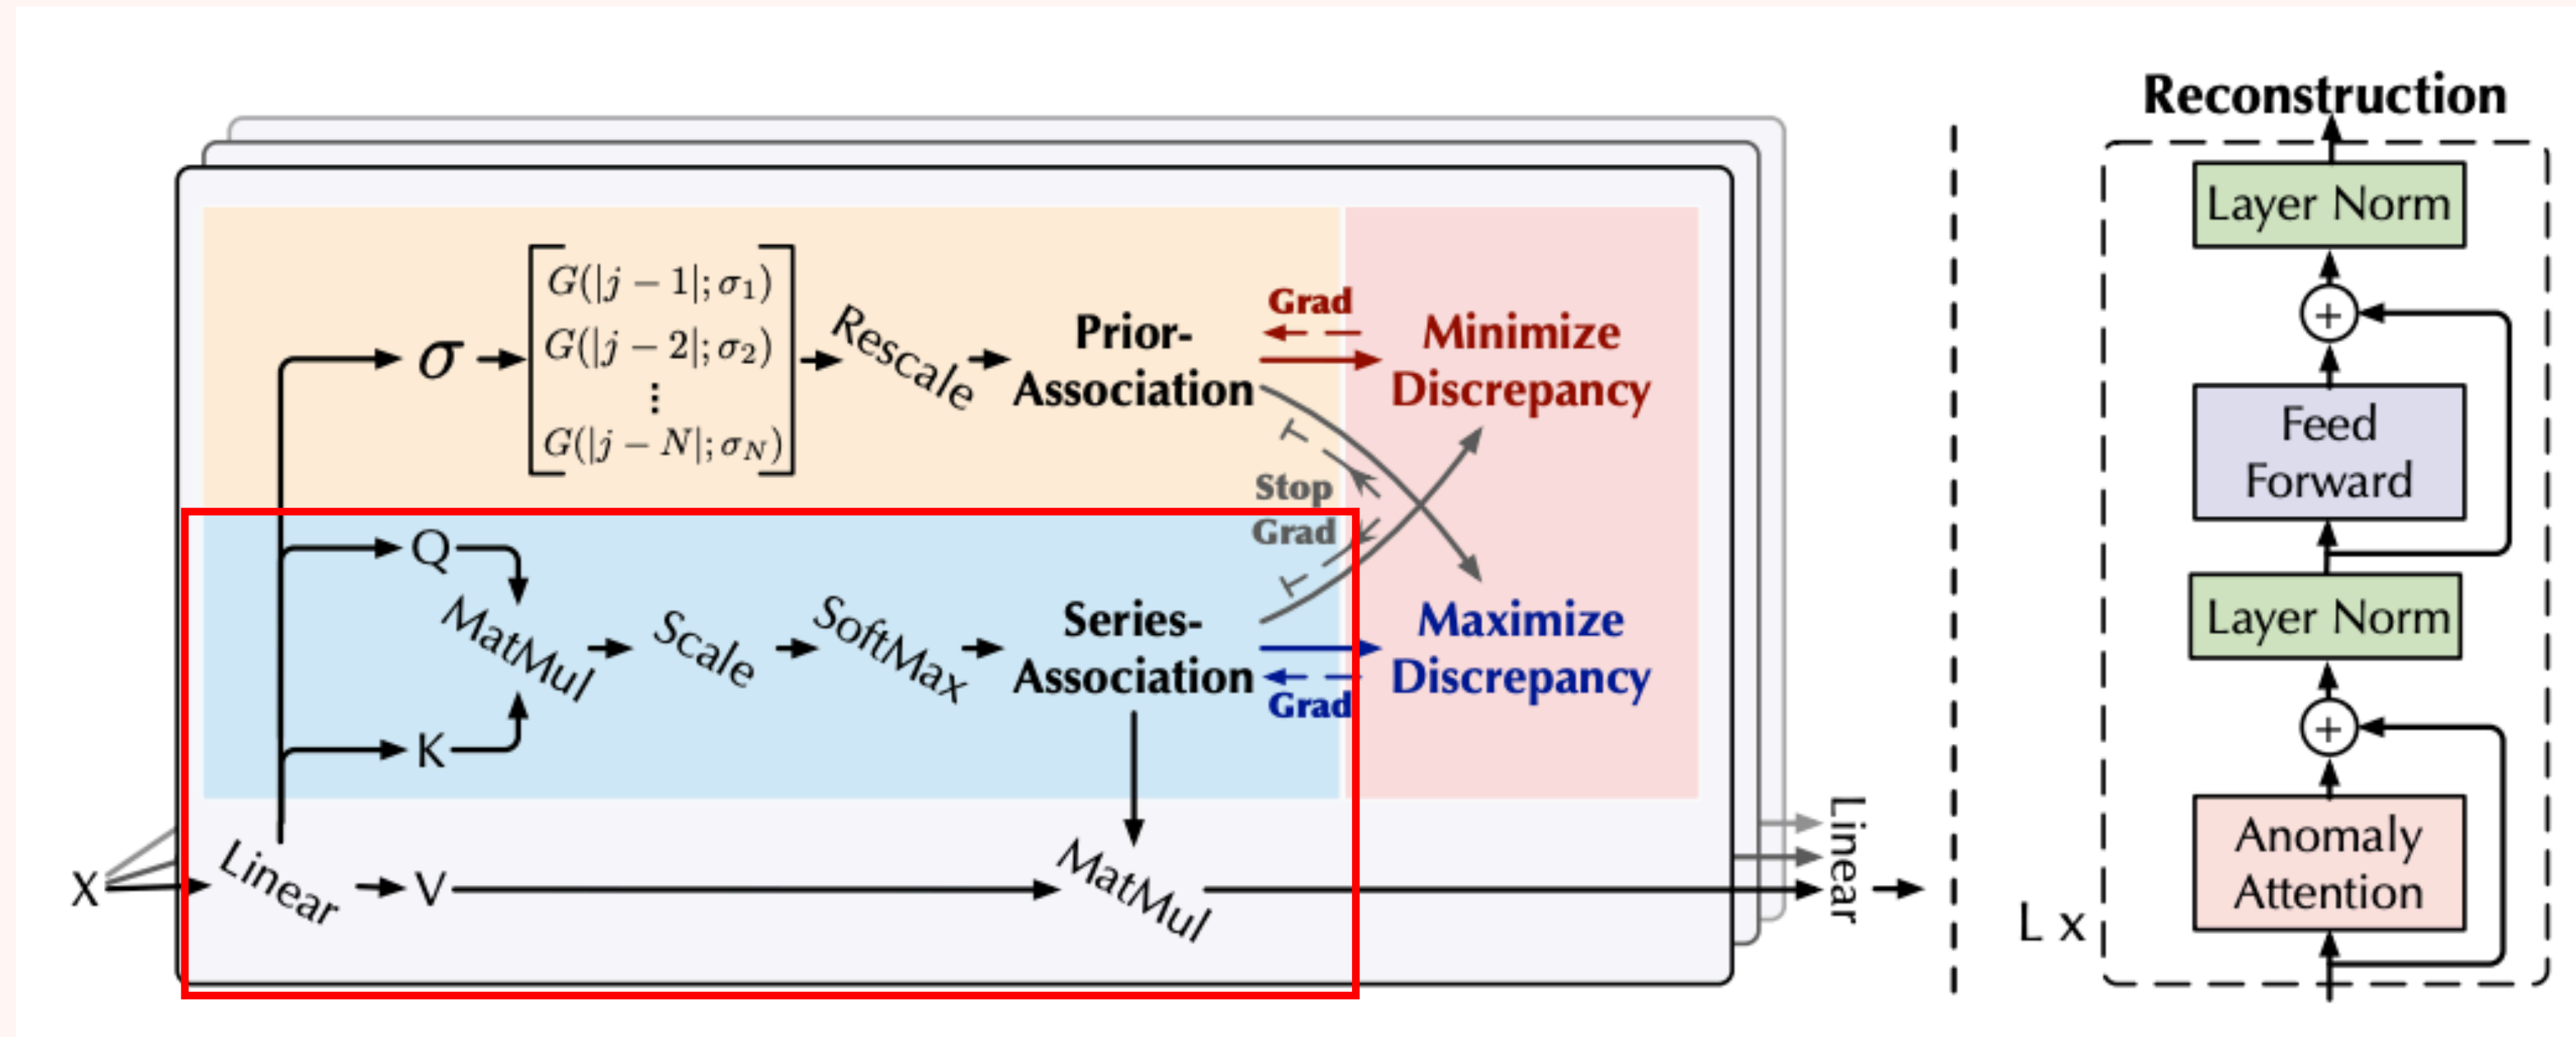 Reconstruction
Layer Norm
+
Feed
Forward
Layer Norm
+
Anomaly
Attention
L x
σ
G(|j − 1|; σ₁)
G(|j − 2|; σ₂)
⋮
G(|j − N|; σ_N)
Rescale
Prior-
Association
Grad
Minimize
Discrepancy
Stop
Grad
Q
MatMul
Scale
SoftMax
Series-
Association
Grad
Maximize
Discrepancy
K
X
Linear
V
MatMul
Linear